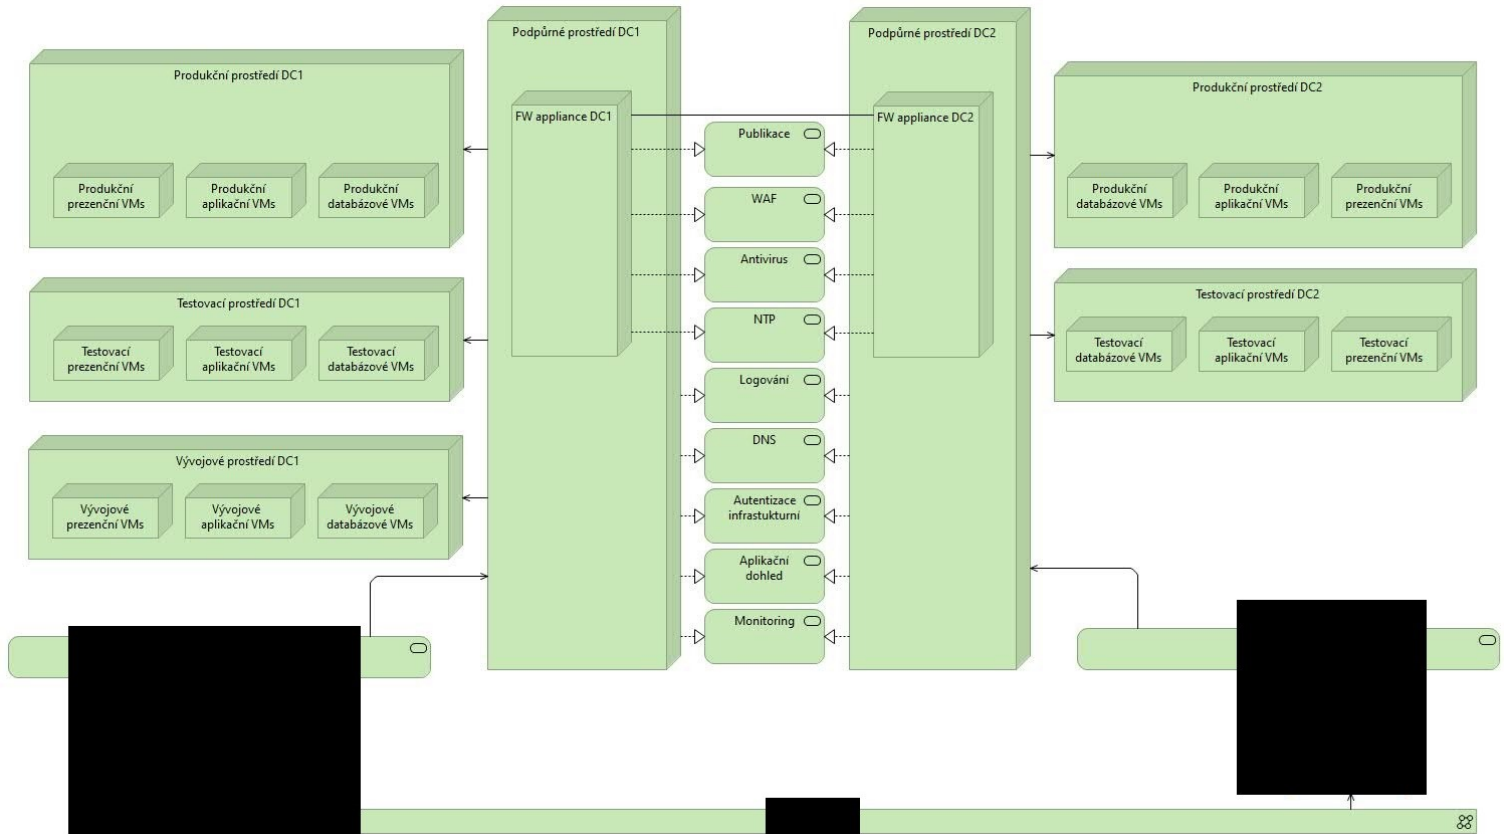 Podpůrné prostředí DC1
Podpůrné prostředí DC2
Produkční prostředí DC1
Produkční
prezenční VMs
Produkční
aplikační VMs
Produkční
databázové VMs
FW appliance DC1
FW appliance DC2
Produkční prostředí DC2
Produkční
databázové VMs
Produkční
aplikační VMs
Produkční
prezenční VMs
Publikace
WAF
Antivirus
NTP
Logování
DNS
Autentizace
infrastukturní
Aplikační
dohled
Monitoring
Testovací prostředí DC1
Testovací
prezenční VMs
Testovací
aplikační VMs
Testovací
databázové VMs
Testovací prostředí DC2
Testovací
databázové VMs
Testovací
aplikační VMs
Testovací
prezenční VMs
Vývojové prostředí DC1
Vývojové
prezenční VMs
Vývojové
aplikační VMs
Vývojové
databázové VMs